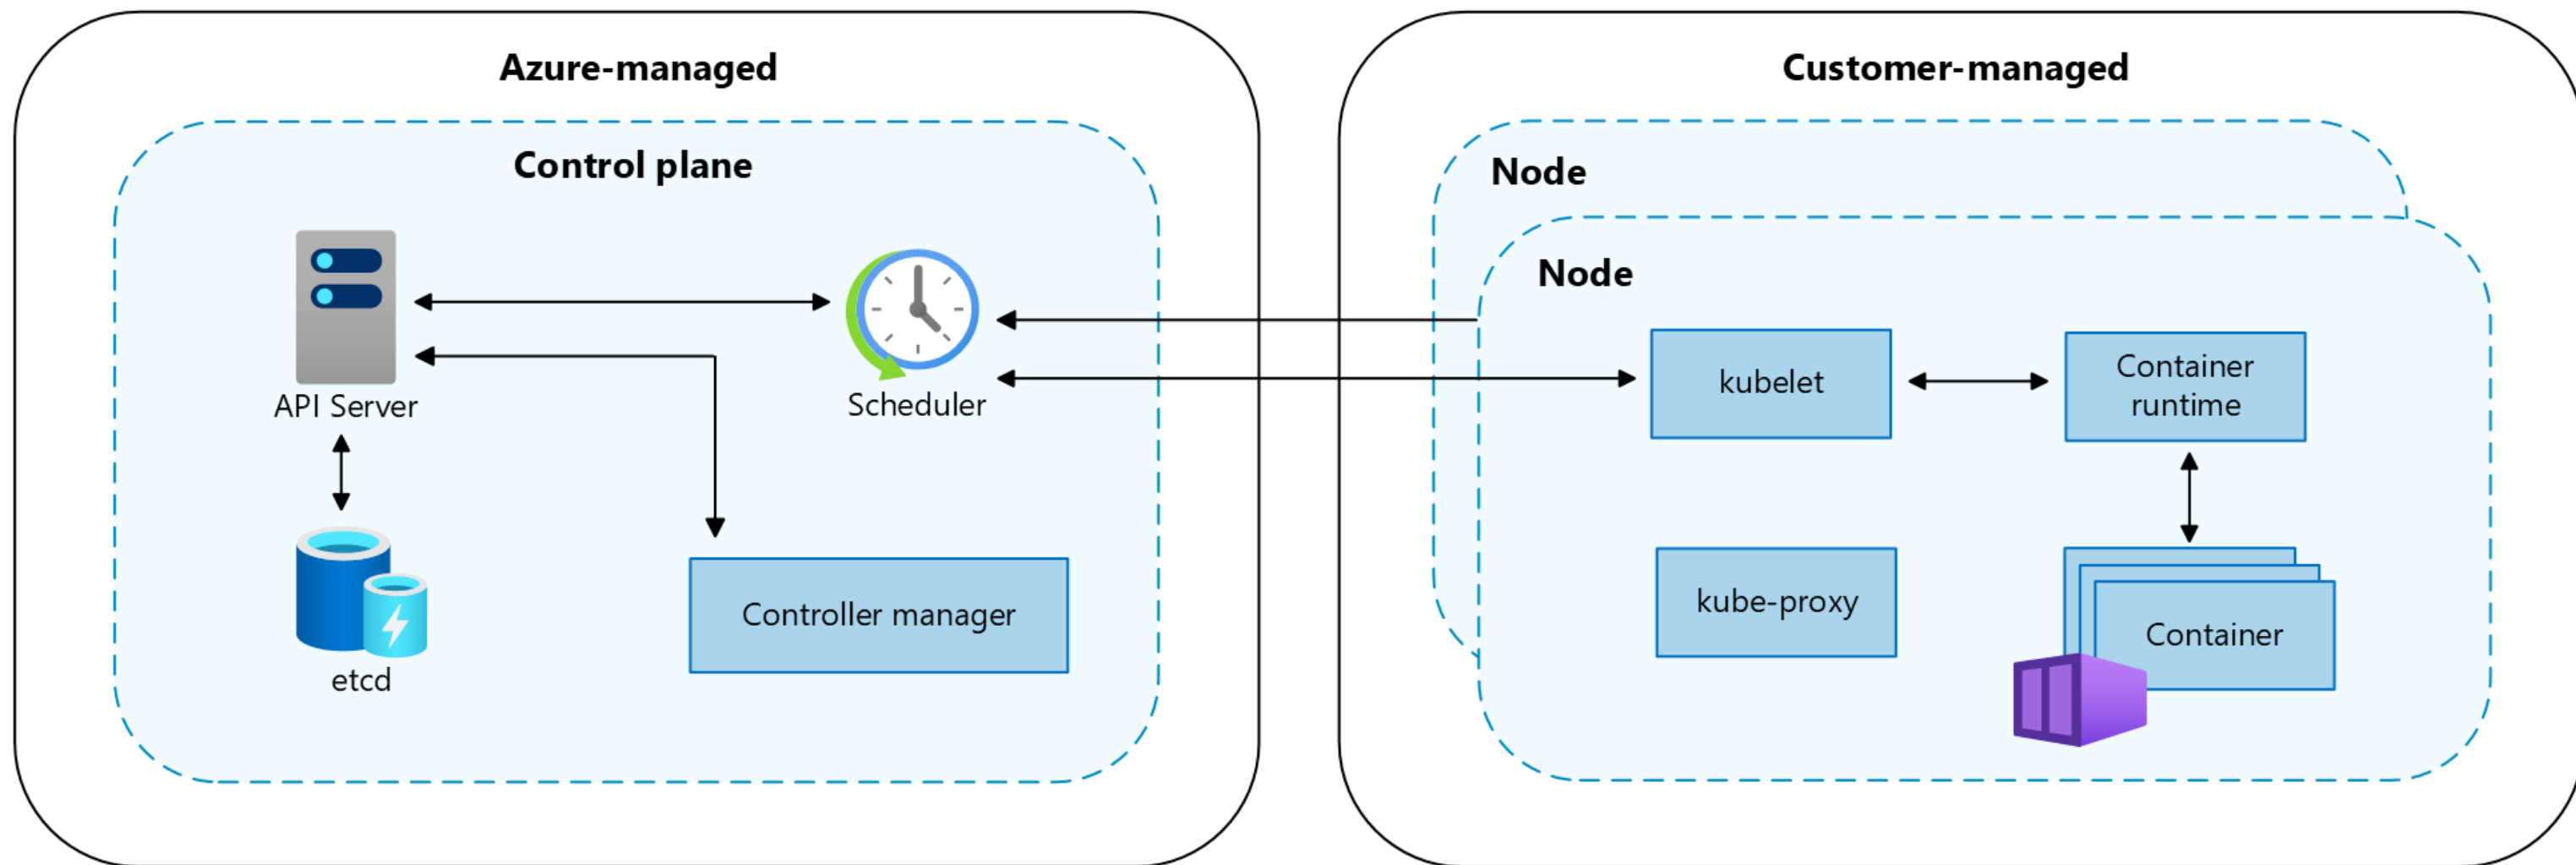 Azure-managed
Control plane
API Server
Scheduler
etcd
Controller manager
Customer-managed
Node
Node
kubelet
Container
runtime
kube-proxy
Container